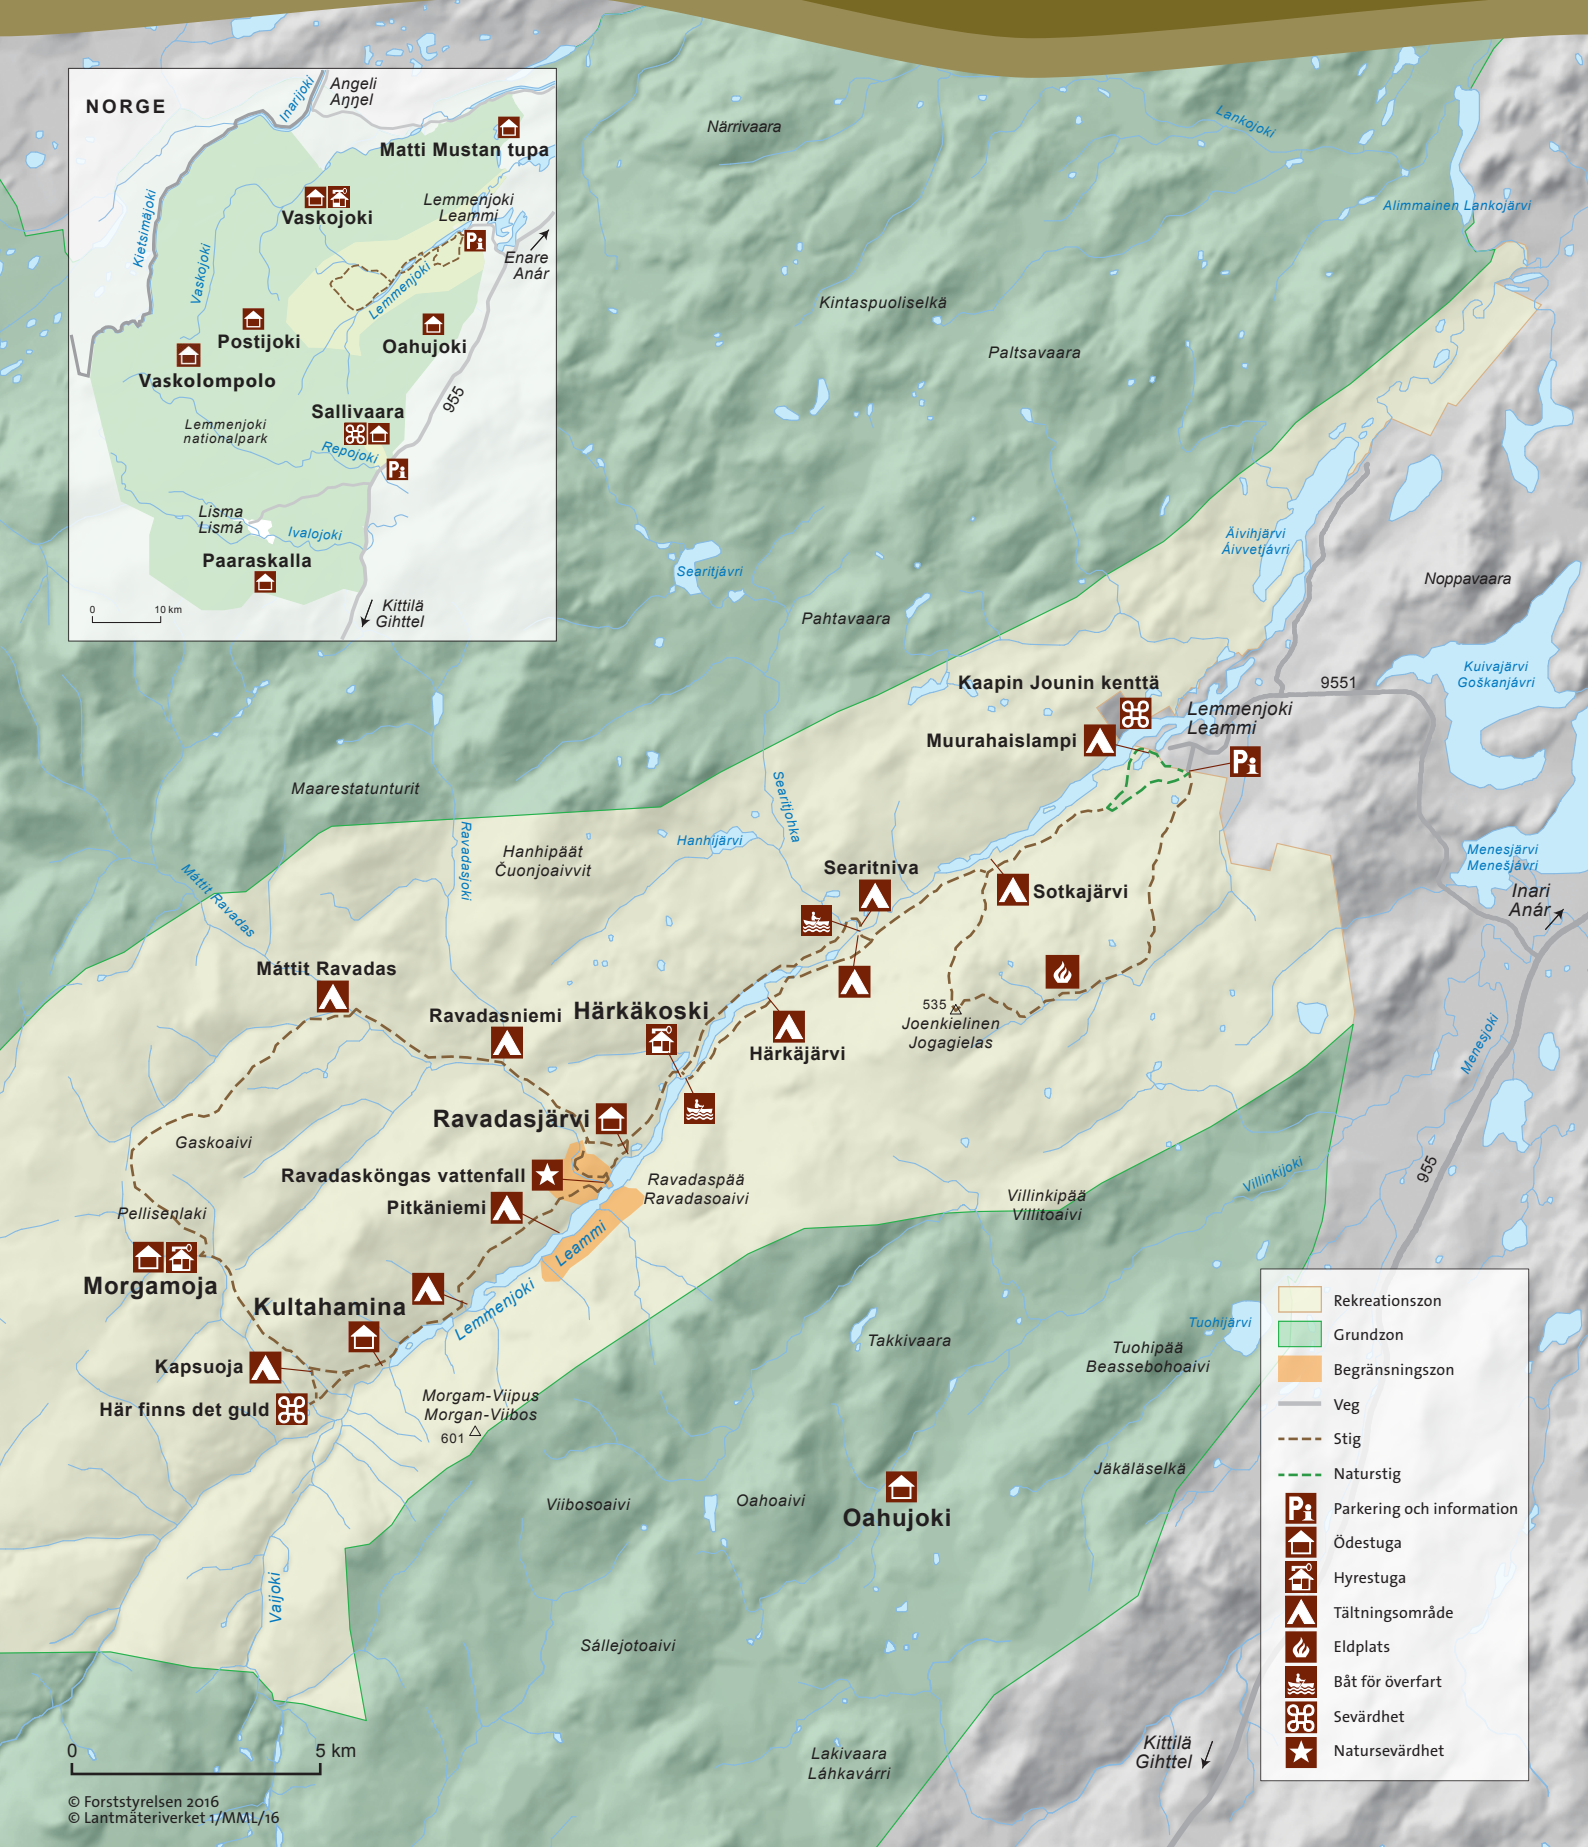 NORGE
Inarijoki
Angeli
Aŋŋel
Matti Mustan tupa
Kietsimäjoki
Vaskojoki
Vaskojoki
Lemmenjoki
Leammi
Enare
Anár
Lemmenjoki
Postijoki
Oahujoki
Vaskolompolo
955
Sallivaara
Lemmenjoki
nationalpark
Repojoki
Lisma
Lismá
Ivalojoki
Paaraskalla
0 10 km
Kittilä
Gihttel
Närrivaara
Lankojoki
Alimmainen Lankojärvi
Kintaspuoliselkä
Paltsavaara
Äivihjärvi
Áivvetjávri
Searitjávri
Noppavaara
Pahtavaara
Kuivajärvi
Goškanjávri
Kaapin Jounin kenttä
9551
Lemmenjoki
Leammi
Muurahaislampi
Maarestatunturit
Searitjohka
Ravadasjoki
Hanhijärvi
Hanhipäät
Čuonjoaivvit
Menesjärvi
Menešjávri
Máttit Ravadas
Searitniva
Sotkajärvi
Inari
Anár
Máttit Ravadas
Ravadasniemi
Härkäkoski
535
Joenkielinen
Jogagielas
Härkäjärvi
Menesjoki
Ravadasjärvi
Gaskoaivi
Ravadasköngas vattenfall
Ravadaspää
Ravadasoaivi
Villinkijoki
955
Villinkipää
Villitoaivi
Pitkäniemi
Pellisenlaki
Leammi
Morgamoja
Kultahamina
Lemmenjoki
Takkivaara
Tuohijärvi
Tuohipää
Beassebohoaivi
Kapsuoja
Morgam-Viipus
Morgan-Viibos
601
Här finns det guld
Jäkäläselkä
Viibosoaivi
Oahoaivi
Oahujoki
Vaijoki
Sállejotoaivi
Lakivaara
Láhkavárri
Kittilä
Gihttel
Rekreationszon
Grundzon
Begränsningszon
Veg
Stig
Naturstig
Parkering och information
Ödestuga
Hyrestuga
Tältningsområde
Eldplats
Båt för överfart
Sevärdhet
Natursevärdhet
0 5 km
© Forststyrelsen 2016
© Lantmäteriverket 1/MML/16